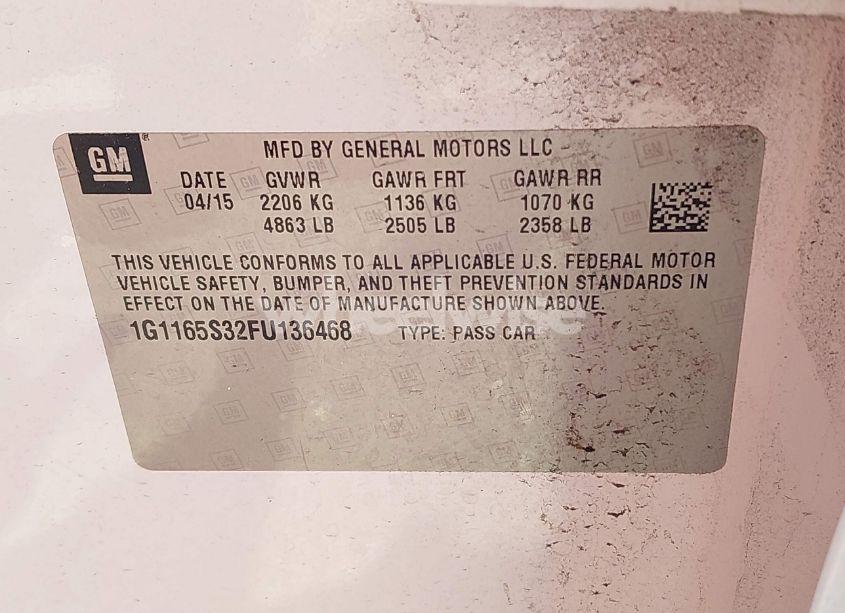 GM
MFD BY GENERAL MOTORS LLC
DATE GVWR GAWR FRT GAWR RR
04/15 2206 KG 1136 KG 1070 KG
4863 LB 2505 LB 2358 LB
THIS VEHICLE CONFORMS TO ALL APPLICABLE U.S. FEDERAL MOTOR
VEHICLE SAFETY, BUMPER, AND THEFT PREVENTION STANDARDS IN
EFFECT ON THE DATE OF MANUFACTURE SHOWN ABOVE.
1G1165S32FU136468 TYPE: PASS CAR